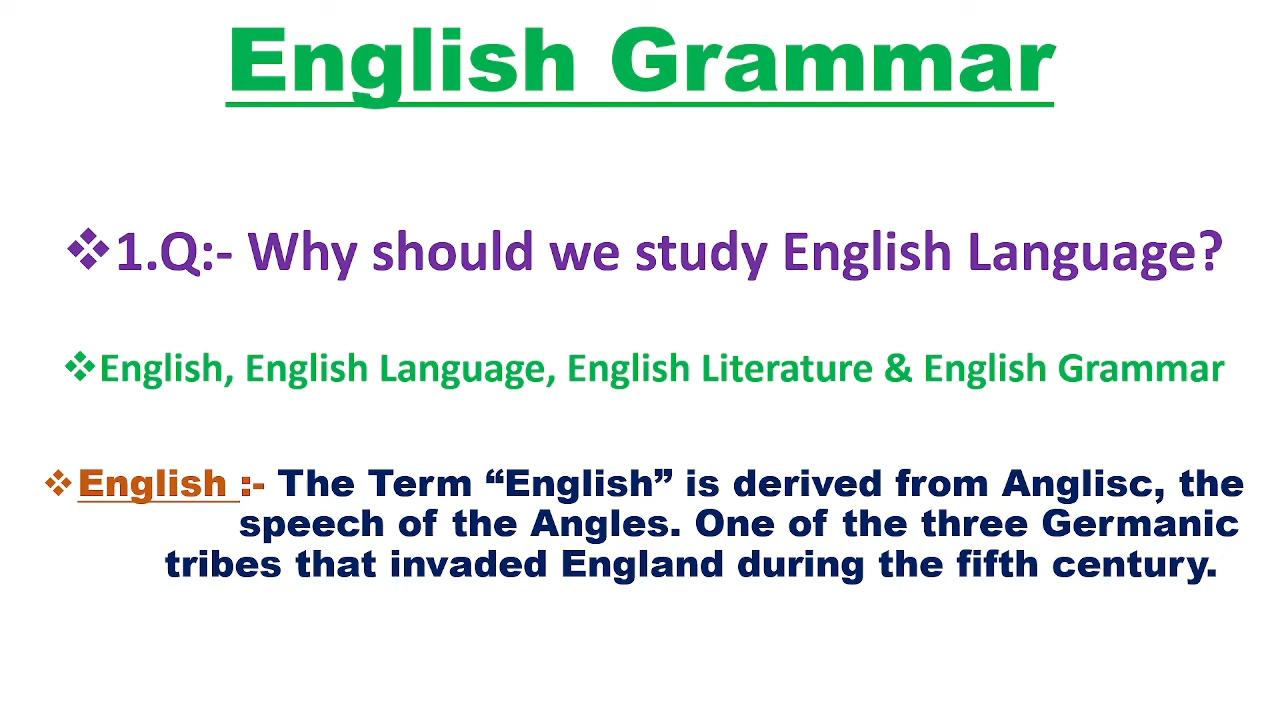 English Grammar
❖1.Q:- Why should we study English Language?
❖English, English Language, English Literature & English Grammar
❖English :- The Term “English” is derived from Anglisc, the
speech of the Angles. One of the three Germanic
tribes that invaded England during the fifth century.